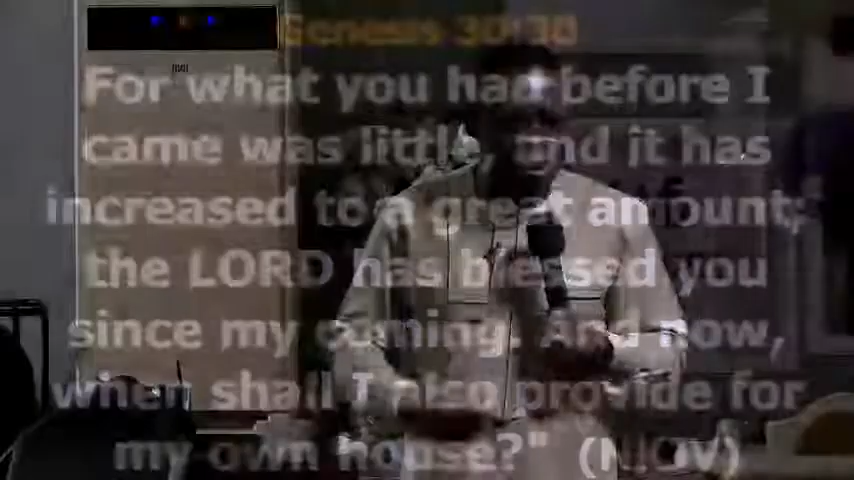 Genesis 30:30
For what you had before I
came was little, and it has
increased to a great amount;
the LORD has blessed you
since my coming. And now,
when shall I also provide for
my own house?" (NJOV)